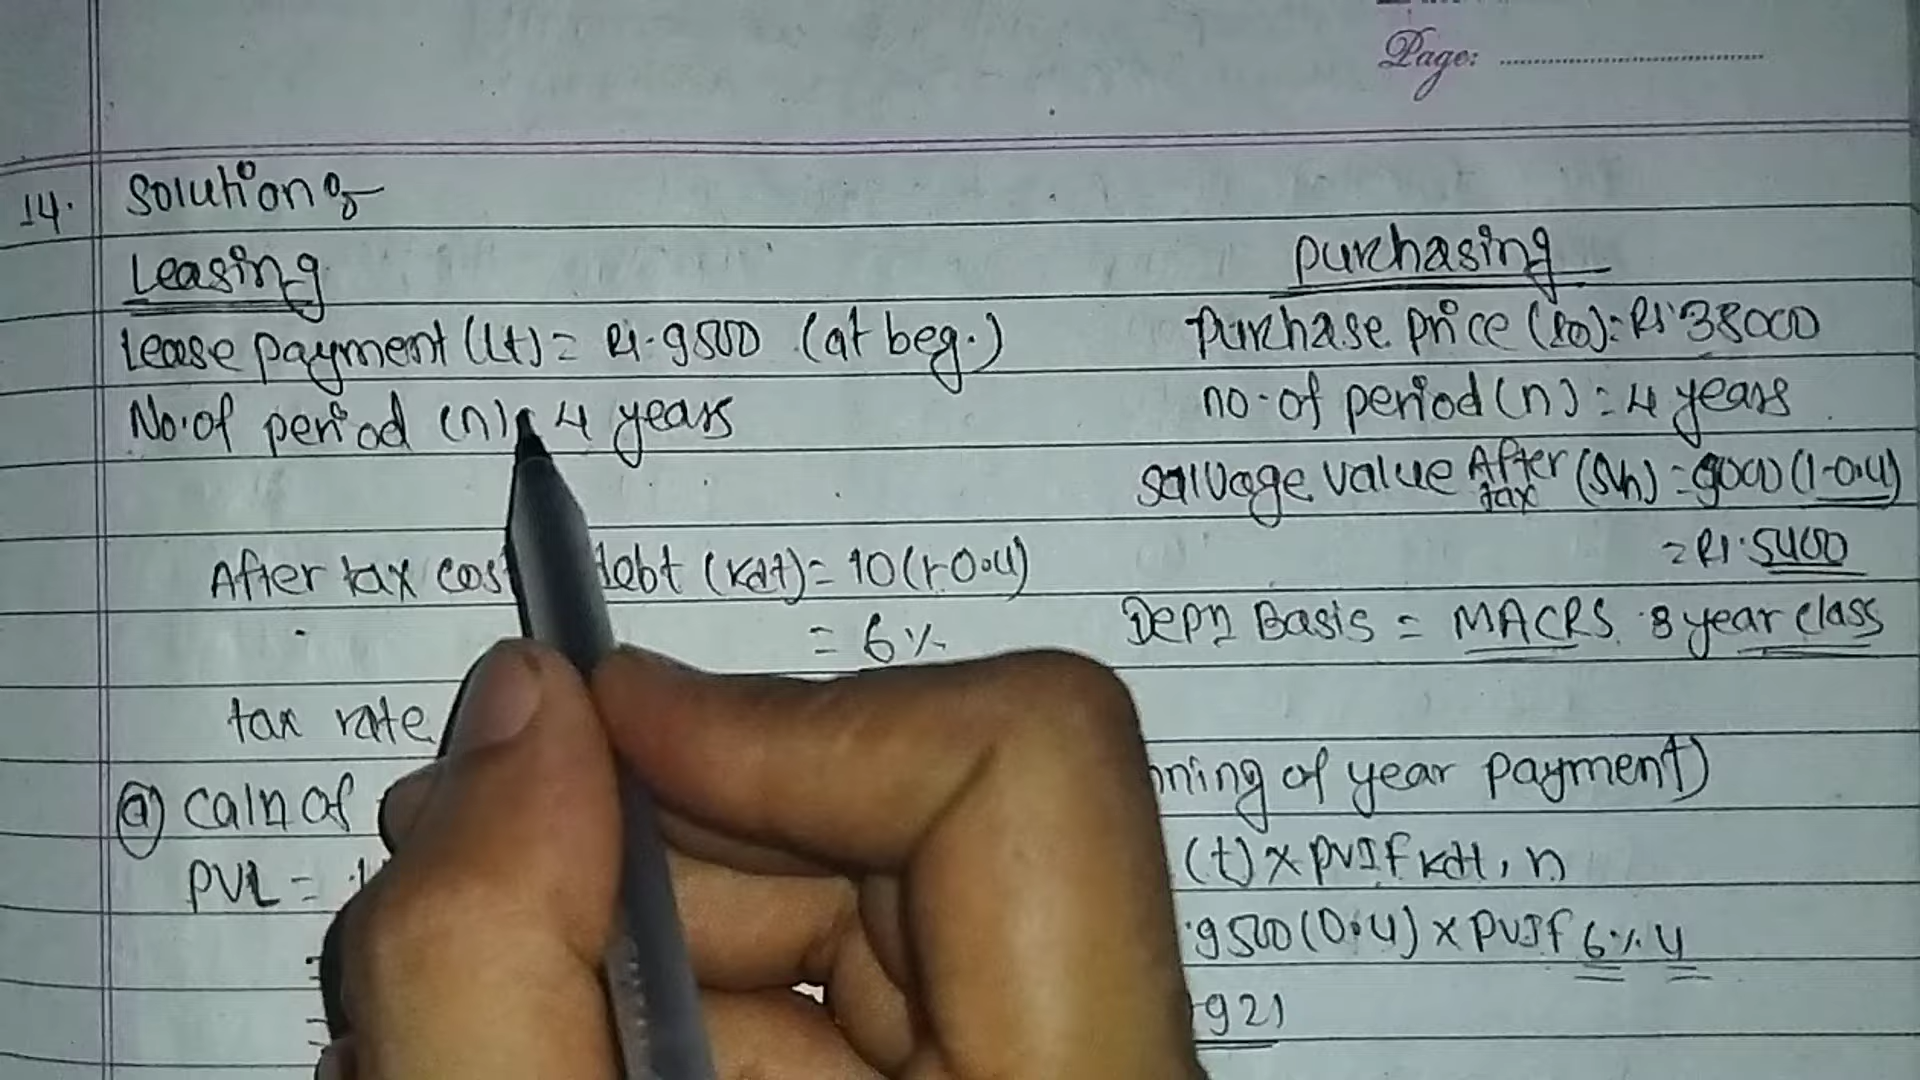 Page:
14. Solution:-
Leasing
Purchasing
Lease payment (Lt) = Rs. 9500 (at beg.)
Purchase price (P0) = Rs 38000
No. of period (n) = 4 years
no. of period (n) = 4 years
Salvage value After tax (Sn) = 9000 (1-0.4)
= Rs. 5400
After tax cost debt (Kdt) = 10 (1-0.4)
= 6%
Depn Basis = MACRS 3 year class
tax rate
(a) Caln of
ning of year payment)
PVL =
(t) x PVIF Kdt, n
9500 (0.4) x PVIF 6% 4
921